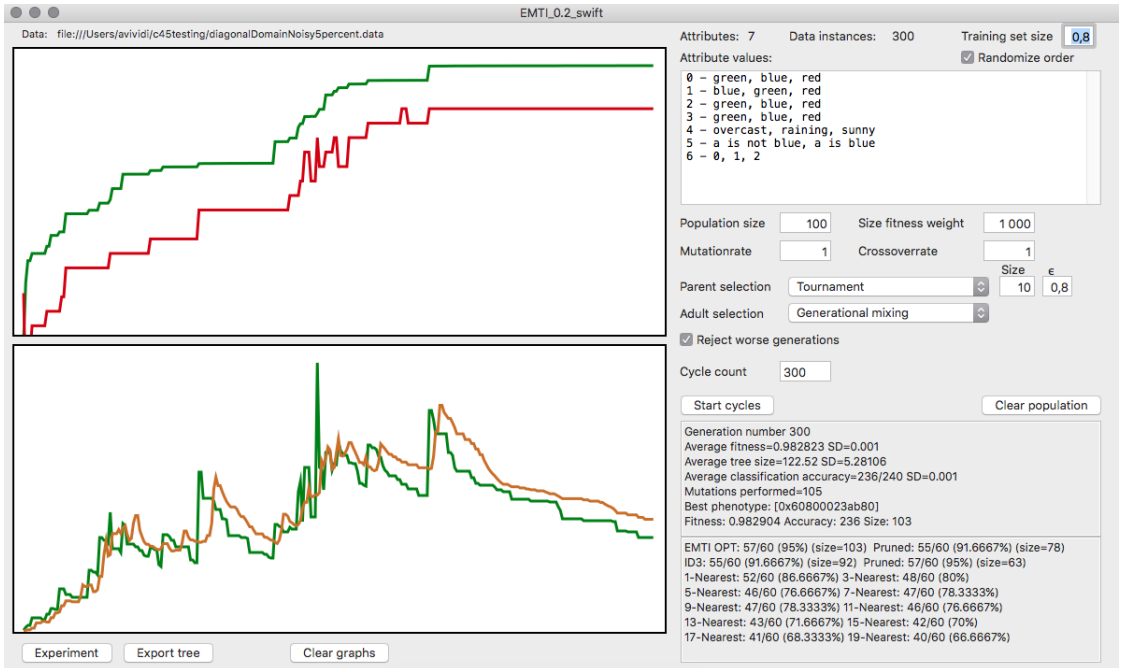 EMTI_0.2_swift
Data: file:///Users/avividi/c45testing/diagonalDomainNoisy5percent.data
Attributes: 7 Data instances: 300 Training set size 0,8
Attribute values: Randomize order
0 – green, blue, red
1 – blue, green, red
2 – green, blue, red
3 – green, blue, red
4 – overcast, raining, sunny
5 – a is not blue, a is blue
6 – 0, 1, 2
Population size 100 Size fitness weight 1 000
Mutationrate 1 Crossoverrate 1
Size ϵ
Parent selection Tournament 10 0,8
Adult selection Generational mixing
Reject worse generations
Cycle count 300
Start cycles Clear population
Generation number 300
Average fitness=0.982823 SD=0.001
Average tree size=122.52 SD=5.28106
Average classification accuracy=236/240 SD=0.001
Mutations performed=105
Best phenotype: [0x60800023ab80]
Fitness: 0.982904 Accuracy: 236 Size: 103
EMTI OPT: 57/60 (95%) (size=103) Pruned: 55/60 (91.6667%) (size=78)
ID3: 55/60 (91.6667%) (size=92) Pruned: 57/60 (95%) (size=63)
1-Nearest: 52/60 (86.6667%) 3-Nearest: 48/60 (80%)
5-Nearest: 46/60 (76.6667%) 7-Nearest: 47/60 (78.3333%)
9-Nearest: 47/60 (78.3333%) 11-Nearest: 46/60 (76.6667%)
13-Nearest: 43/60 (71.6667%) 15-Nearest: 42/60 (70%)
17-Nearest: 41/60 (68.3333%) 19-Nearest: 40/60 (66.6667%)
Experiment Export tree Clear graphs